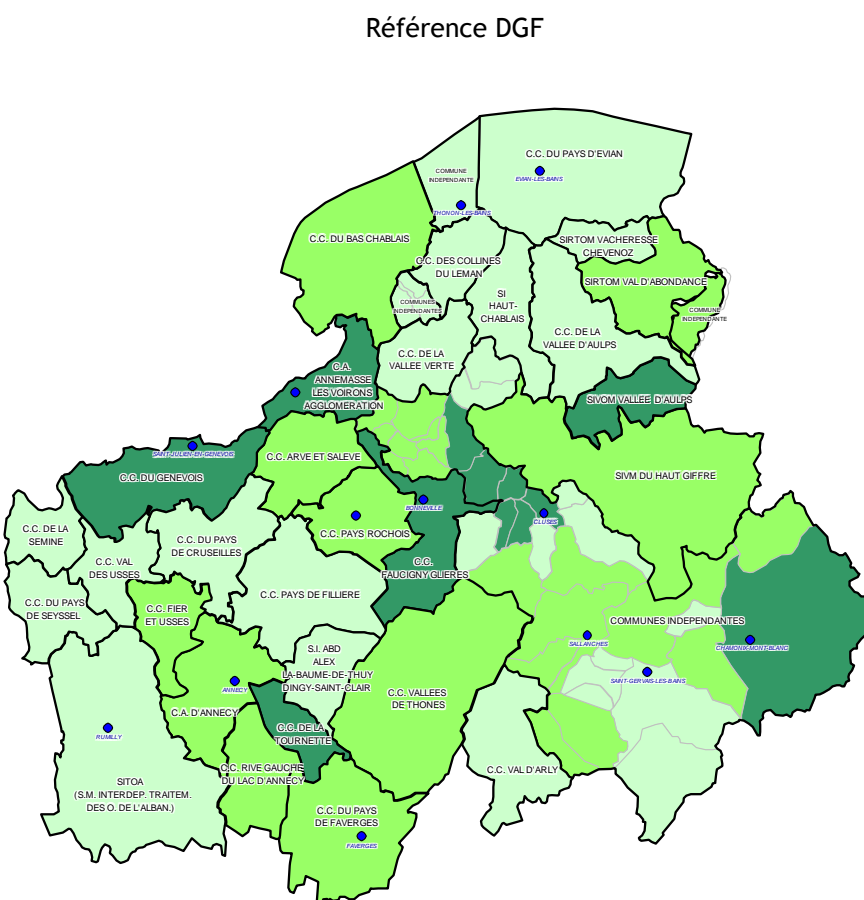 Référence DGF
C.C. DU PAYS D'EVIAN
COMMUNE
INDEPENDANTE
EVIAN-LES-BAINS
THONON-LES-BAINS
C.C. DU BAS CHABLAIS
SIRTOM VACHERESSE
CHEVENOZ
C.C. DES COLLINES
DU LEMAN
SIRTOM VAL D'ABONDANCE
SI
HAUT-
CHABLAIS
COMMUNES
INDEPENDANTES
COMMUNE
INDEPENDANTE
C.C. DE LA
VALLEE D'AULPS
C.C. DE LA
VALLEE VERTE
C.A.
ANNEMASSE
LES VOIRONS
AGGLOMERATION
SIVOM VALLEE D'AULPS
SAINT-JULIEN-EN-GENEVOIS
C.C. ARVE ET SALEVE
C.C. DU GENEVOIS
SIVM DU HAUT GIFFRE
BONNEVILLE
CLUSES
C.C. DE LA
SEMINE
C.C. PAYS ROCHOIS
C.C. DU PAYS
DE CRUSEILLES
C.C. VAL
DES USSES
C.C.
FAUCIGNY GLIERES
C.C. DU PAYS
DE SEYSSEL
C.C. FIER
ET USSES
C.C. PAYS DE FILLIERE
COMMUNES INDEPENDANTES
SALLANCHES
CHAMONIX-MONT-BLANC
S.I. ABD
ALEX
LA-BAUME-DE-THUY
DINGY-SAINT-CLAIR
SAINT-GERVAIS-LES-BAINS
ANNECY
C.C. VALLEES
DE THONES
C.A. D'ANNECY
C.C. DE LA
TOURNETTE
RUMILLY
C.C. RIVE GAUCHE
DU LAC D'ANNECY
C.C. VAL D'ARLY
SITOA
(S.M. INTERDEP. TRAITEM.
DES O. DE L'ALBAN.)
C.C. DU PAYS
DE FAVERGES
FAVERGES